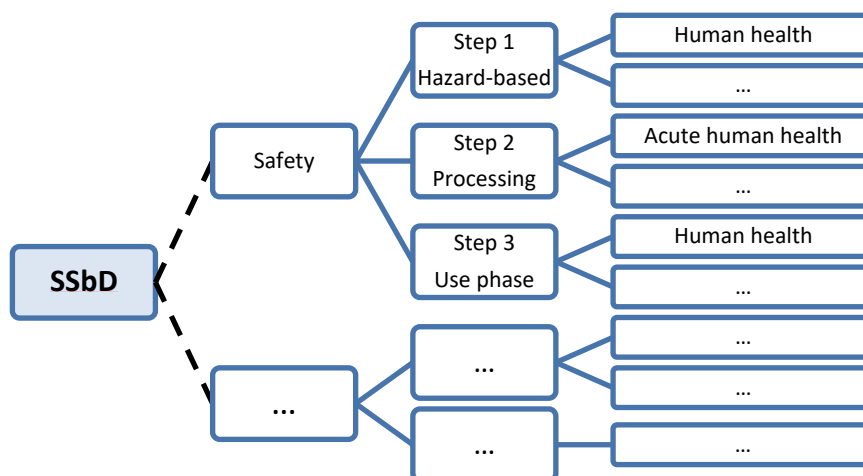 SSbD
Safety
...
Step 1
Hazard-based
Step 2
Processing
Step 3
Use phase
...
...
Human health
...
Acute human health
...
Human health
...
...
...
...